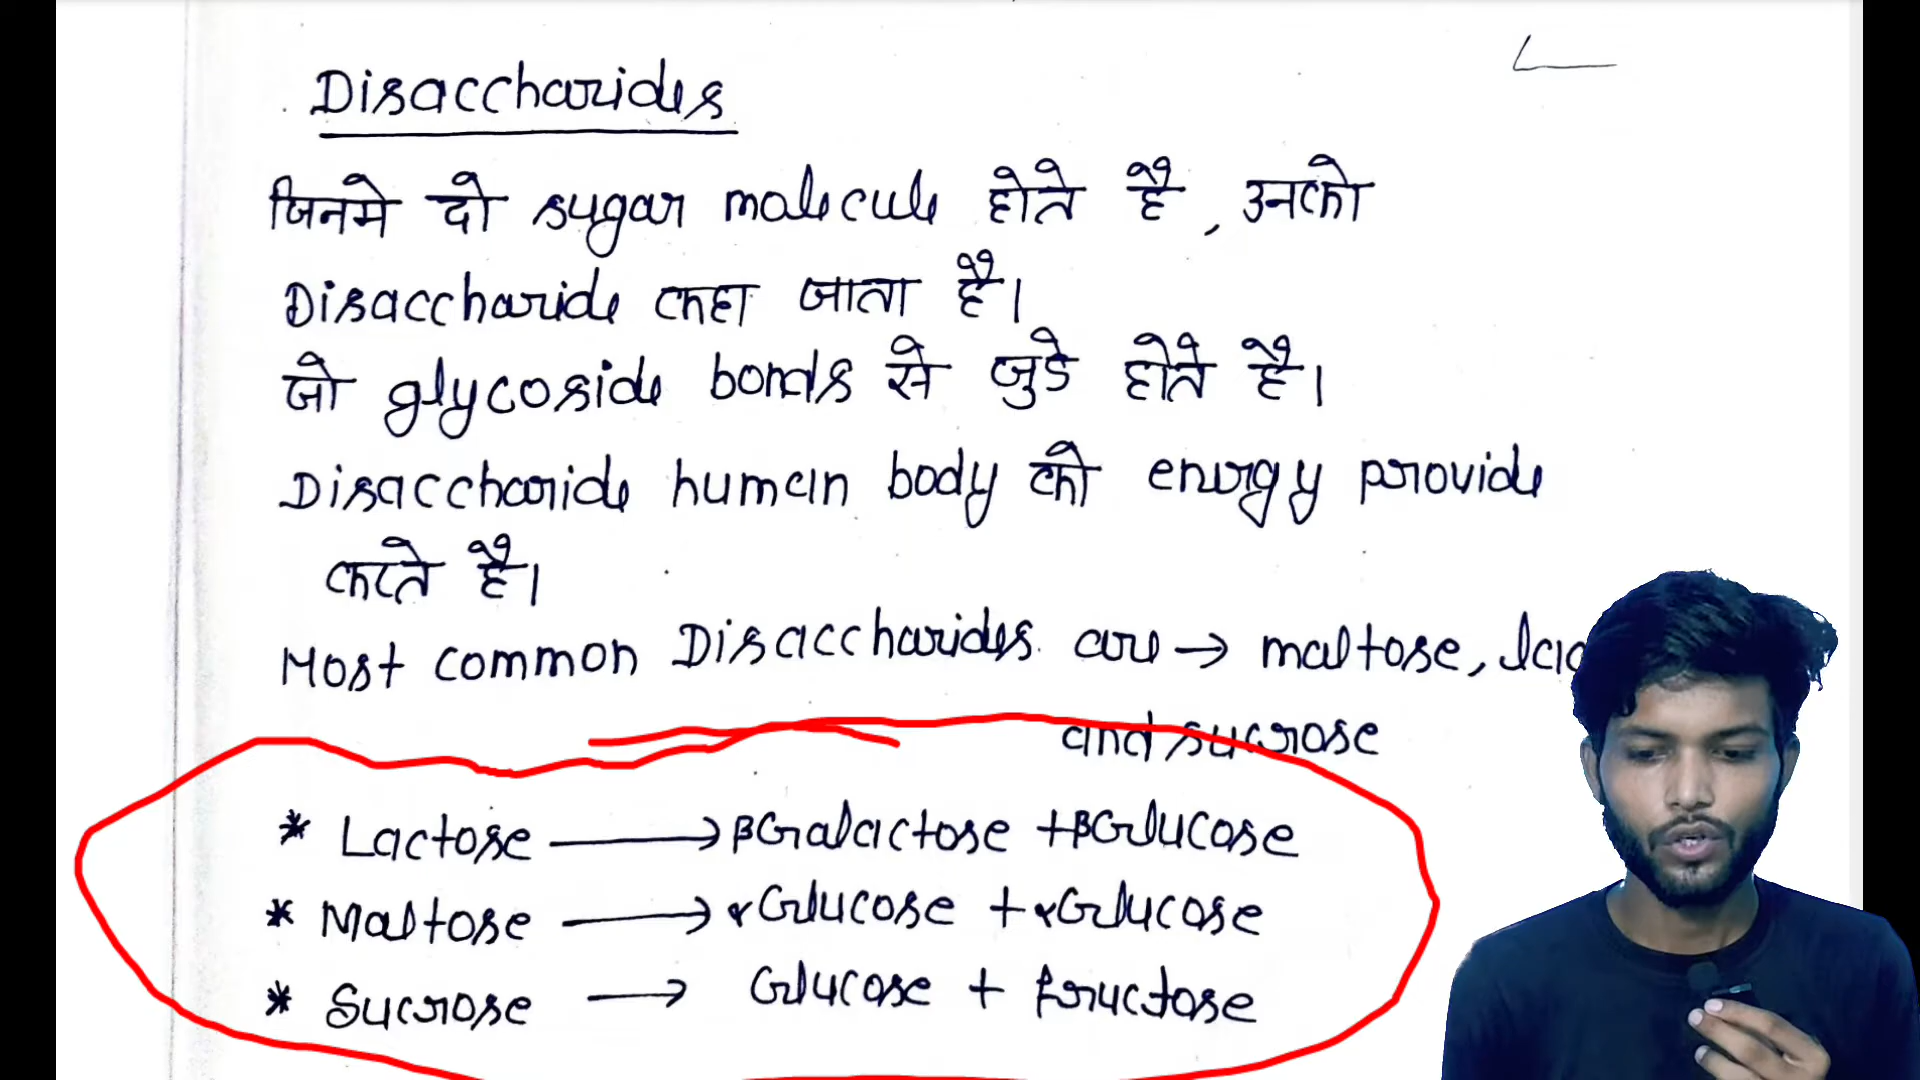 Disaccharides
जिनमे दो sugar molecule होते है , उनको
Disaccharide कहा जाता है।
जो glycoside bonds से जुडे होते है।
Disaccharide human body को energy provide
करते है।
Most common Disaccharides are → maltose,
and sucrose
* Lactose → βGalactose + βGlucose
* Maltose → αGlucose + αGlucose
* Sucrose → Glucose + fructose